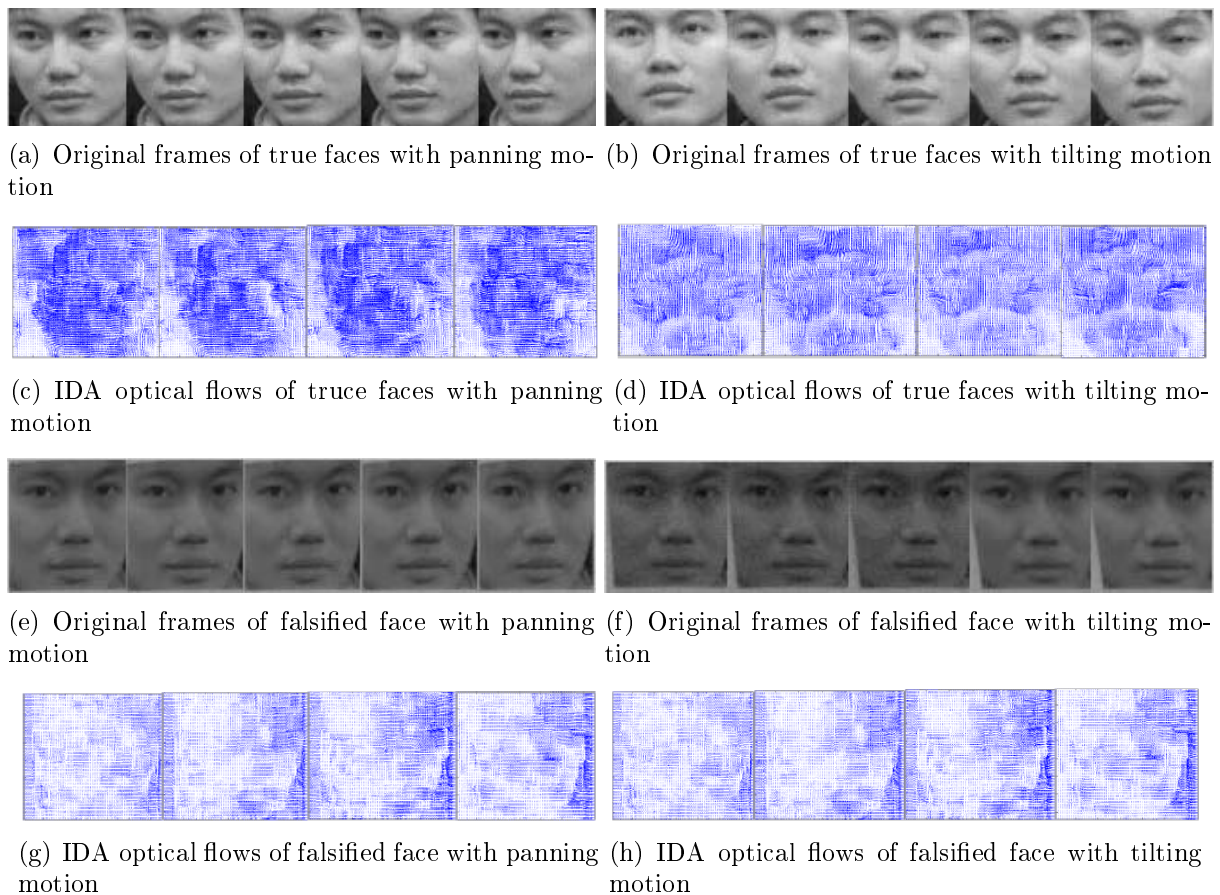 (a) Original frames of true faces with panning mo-
tion
(b) Original frames of true faces with tilting motion
(c) IDA optical flows of truce faces with panning
motion
(d) IDA optical flows of true faces with tilting mo-
tion
(e) Original frames of falsified face with panning
motion
(f) Original frames of falsified face with tilting mo-
tion
(g) IDA optical flows of falsified face with panning
motion
(h) IDA optical flows of falsified face with tilting
motion